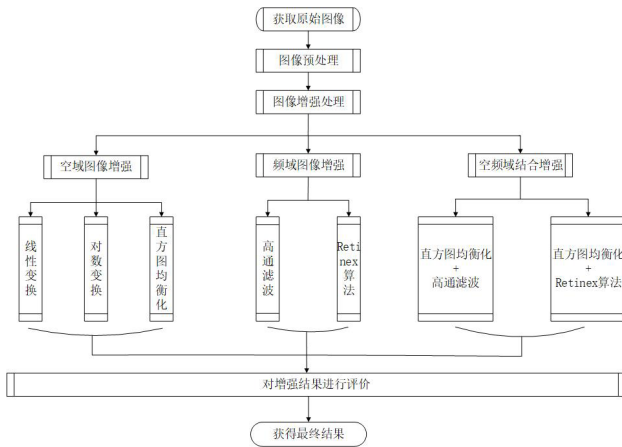 获取原始图像
图像预处理
图像增强处理
空域图像增强
频域图像增强
空频域结合增强
线性变换
对数变换
直方图均衡化
高通滤波
Reti
nex
算法
直方图均衡化
+
高通滤波
直方图均衡化
+
Retinex算法
对增强结果进行评价
获得最终结果